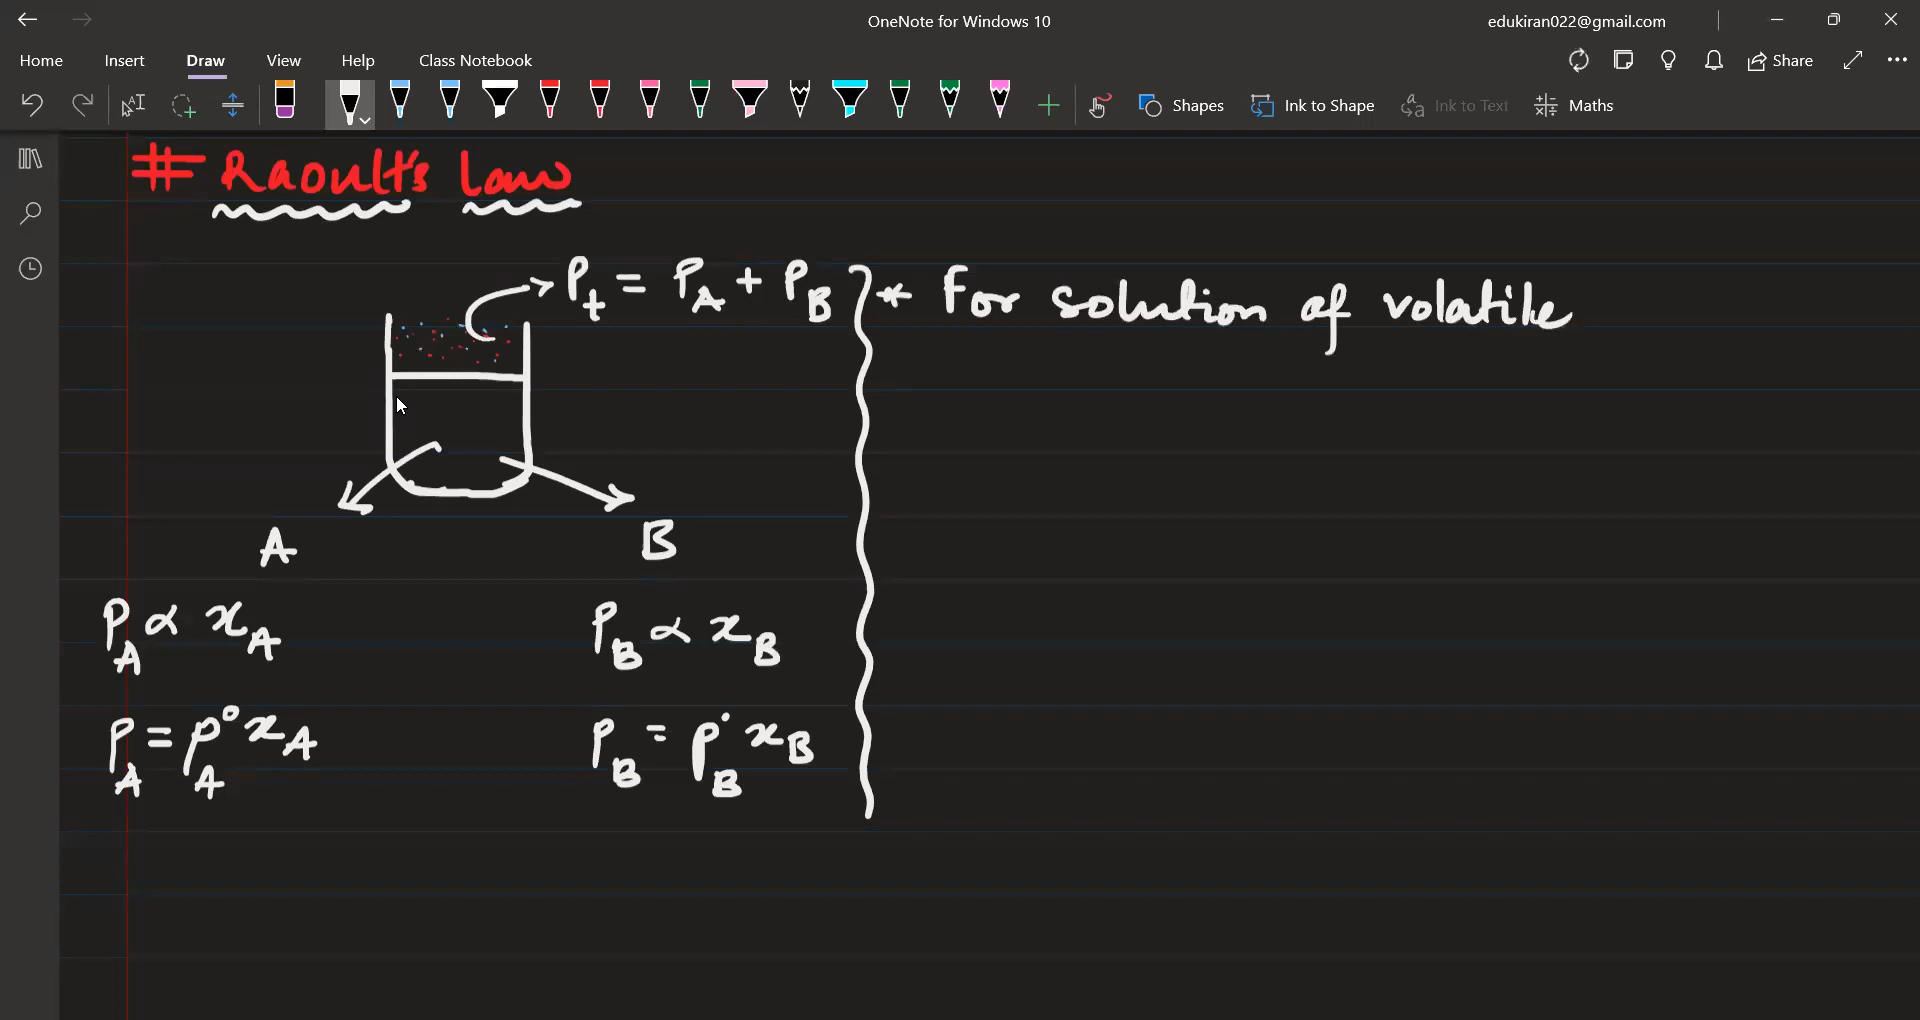 OneNote for Windows 10
edukiran022@gmail.com
Home Insert Draw View Help Class Notebook
Share
Shapes Ink to Shape Ink to Text Maths
# Raoult's Law
Pt = PA + PB
* For solution of volatile
A B
PA ∝ xA PB ∝ xB
PA = P°A xA PB = P°B xB